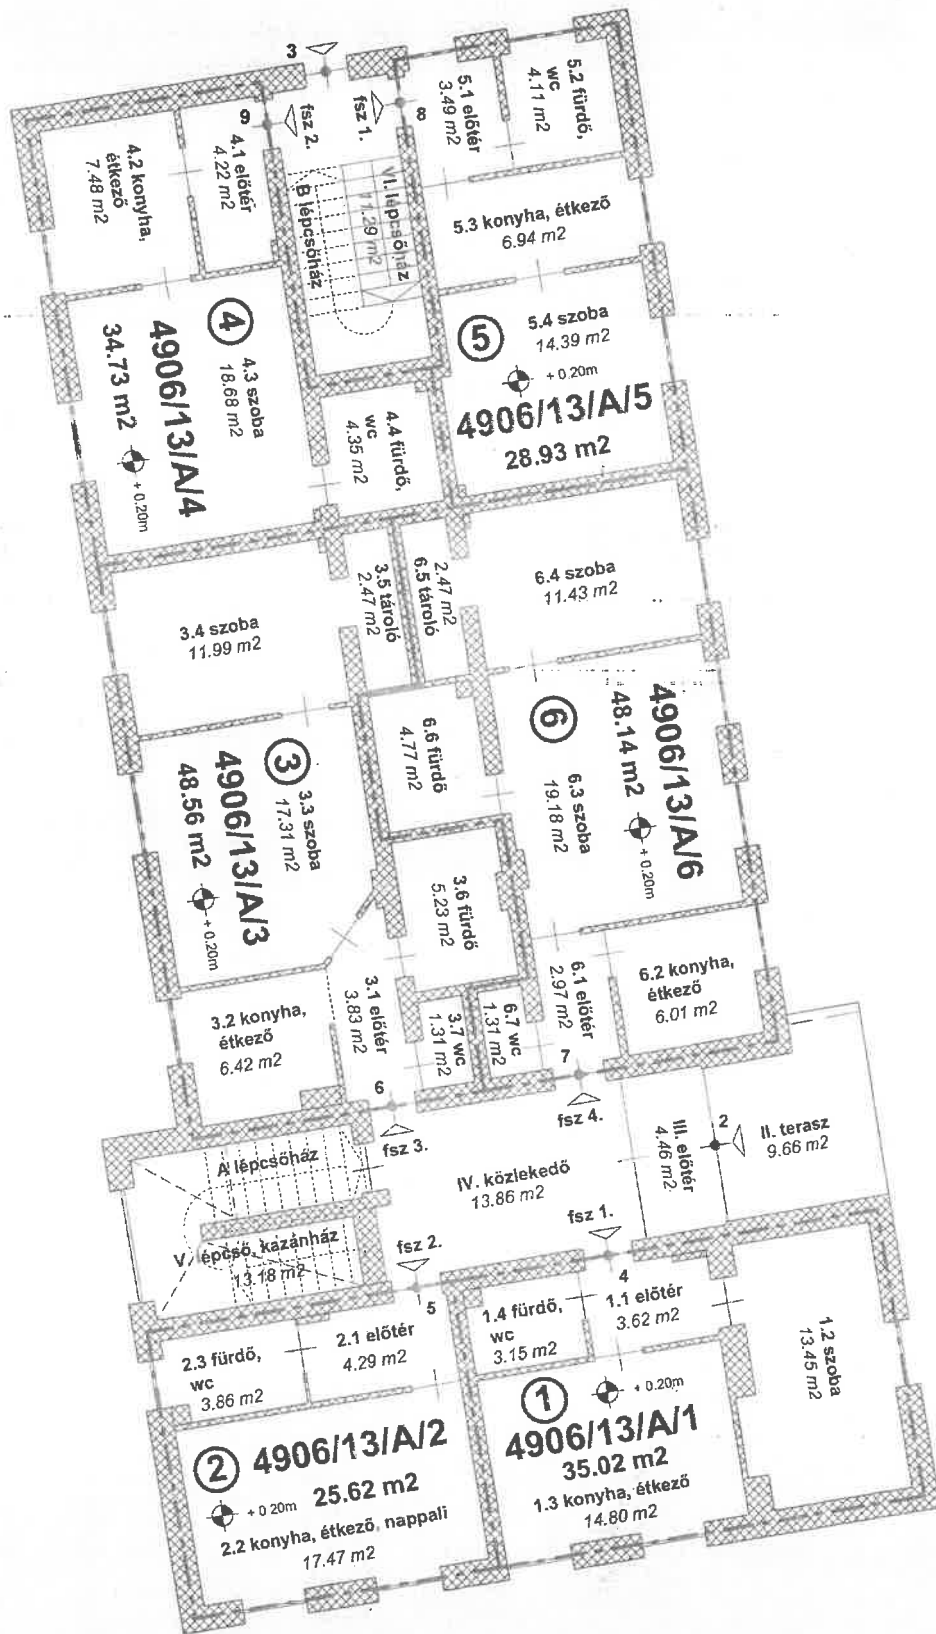 3
5.2 fürdő,
wc
4.11 m2
5.1 előtér
3.49 m2
8
fsz 1.
fsz 2.
9
4.1 előtér
4.22 m2
4.2 konyha,
étkező
7.48 m2
VI. lépcsőház
11.29 m2
B lépcsőház
5.3 konyha, étkező
6.94 m2
5
5.4 szoba
14.39 m2
+ 0.20m
4906/13/A/5
28.93 m2
4
4.3 szoba
18.68 m2
4906/13/A/4
34.73 m2
+ 0.20m
4.4 fürdő,
wc
4.35 m2
3.4 szoba
11.99 m2
3.5 tároló
2.47 m2
2.47 m2
6.5 tároló
6.4 szoba
11.43 m2
6
4906/13/A/6
48.14 m2
+ 0.20m
6.3 szoba
19.18 m2
6.6 fürdő
4.77 m2
3
3.3 szoba
17.31 m2
4906/13/A/3
48.56 m2
+ 0.20m
3.6 fürdő
5.23 m2
6.2 konyha,
étkező
6.01 m2
6.1 előtér
2.97 m2
6.7 wc
1.31 m2
3.7 wc
1.31 m2
3.1 előtér
3.83 m2
3.2 konyha,
étkező
6.42 m2
6
7
fsz 3.
fsz 4.
A lépcsőház
IV. közlekedő
13.86 m2
III. előtér
4.46 m2
2
II. terasz
9.66 m2
V. lépcső, kazánház
13.18 m2
fsz 2.
fsz 1.
5
4
2.3 fürdő,
wc
3.86 m2
2.1 előtér
4.29 m2
1.4 fürdő,
wc
3.15 m2
1.1 előtér
3.62 m2
1.2 szoba
13.45 m2
2
4906/13/A/2
+ 0.20m
25.62 m2
2.2 konyha, étkező, nappali
17.47 m2
1
+ 0.20m
4906/13/A/1
35.02 m2
1.3 konyha, étkező
14.80 m2